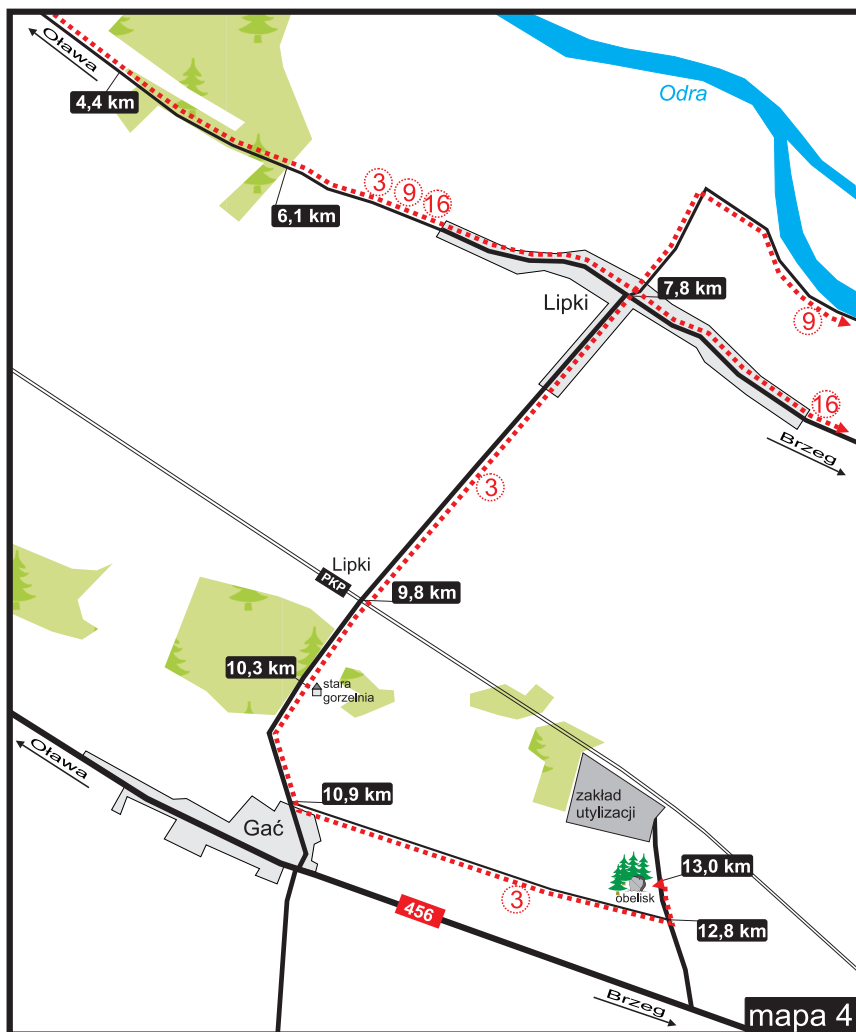 Oława
4,4 km
Odra
6,1 km
3
9
16
7,8 km
Lipki
9
16
Brzeg
3
Lipki
PKP
9,8 km
10,3 km
stara
gorzelnia
Oława
10,9 km
zakład
utylizacji
Gać
13,0 km
obelisk
3
456
12,8 km
Brzeg
mapa 4